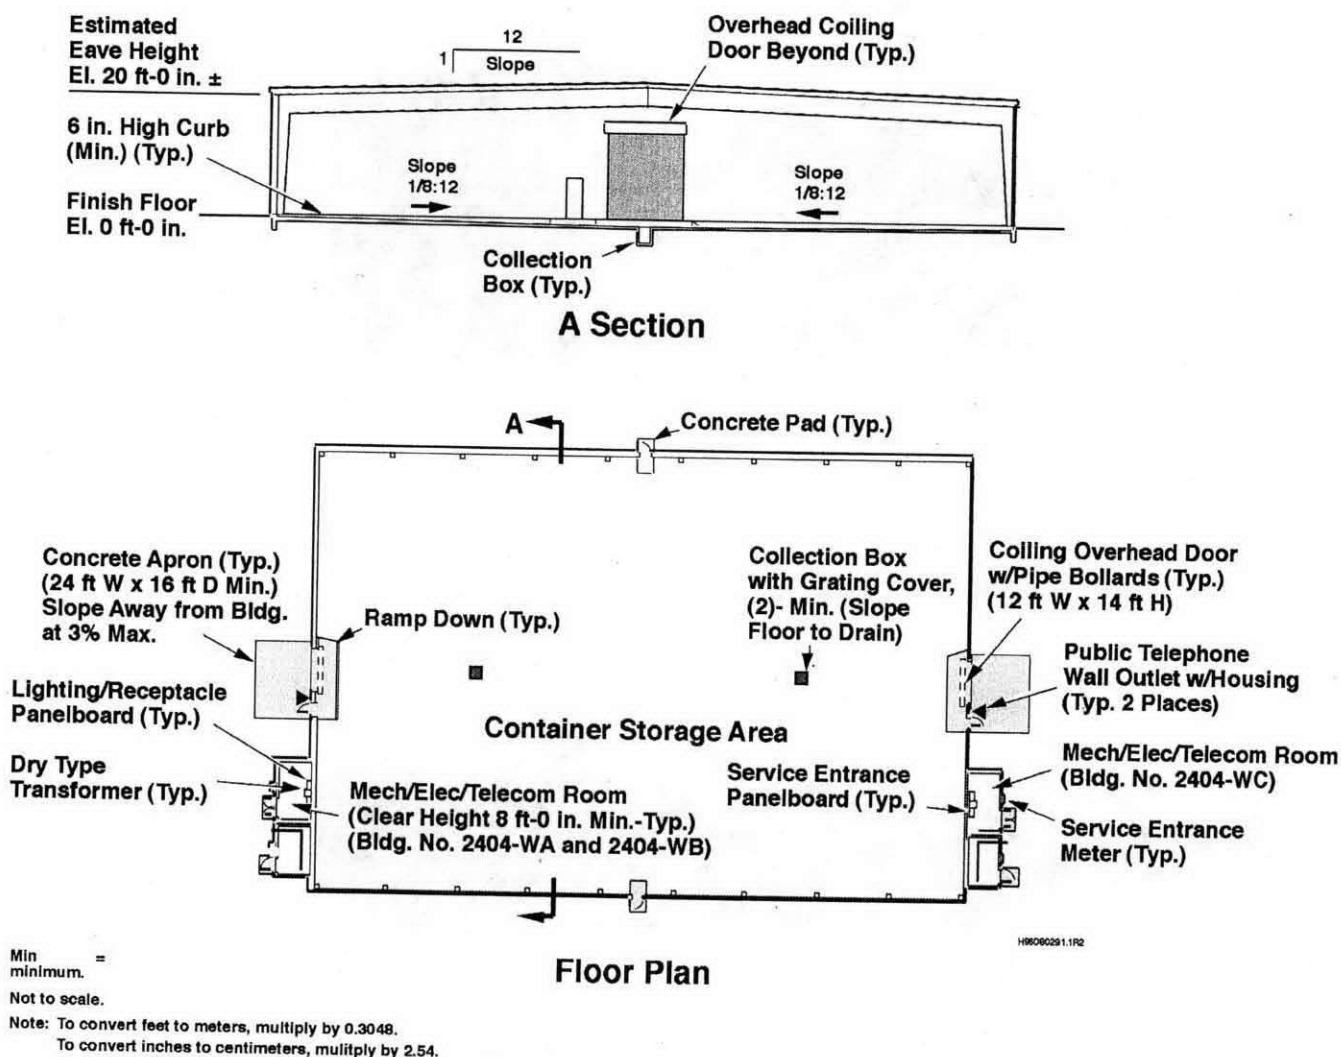 Estimated
Eave Height
El. 20 ft-0 in. ±
12
1
Slope
Overhead Coiling
Door Beyond (Typ.)
6 in. High Curb
(Min.) (Typ.)
Slope
1/8:12
Slope
1/8:12
Finish Floor
El. 0 ft-0 in.
Collection
Box (Typ.)
A Section
A
Concrete Pad (Typ.)
Concrete Apron (Typ.)
(24 ft W x 16 ft D Min.)
Slope Away from Bldg.
at 3% Max.
Ramp Down (Typ.)
Collection Box
with Grating Cover,
(2)- Min. (Slope
Floor to Drain)
Coiling Overhead Door
w/Pipe Bollards (Typ.)
(12 ft W x 14 ft H)
Public Telephone
Wall Outlet w/Housing
(Typ. 2 Places)
Lighting/Receptacle
Panelboard (Typ.)
Container Storage Area
Dry Type
Transformer (Typ.)
Mech/Elec/Telecom Room
(Clear Height 8 ft-0 in. Min.-Typ.)
(Bldg. No. 2404-WA and 2404-WB)
Service Entrance
Panelboard (Typ.)
Mech/Elec/Telecom Room
(Bldg. No. 2404-WC)
Service Entrance
Meter (Typ.)
H96080291.1R2
Floor Plan
Min =
minimum.
Not to scale.
Note: To convert feet to meters, multiply by 0.3048.
To convert inches to centimeters, mulitply by 2.54.